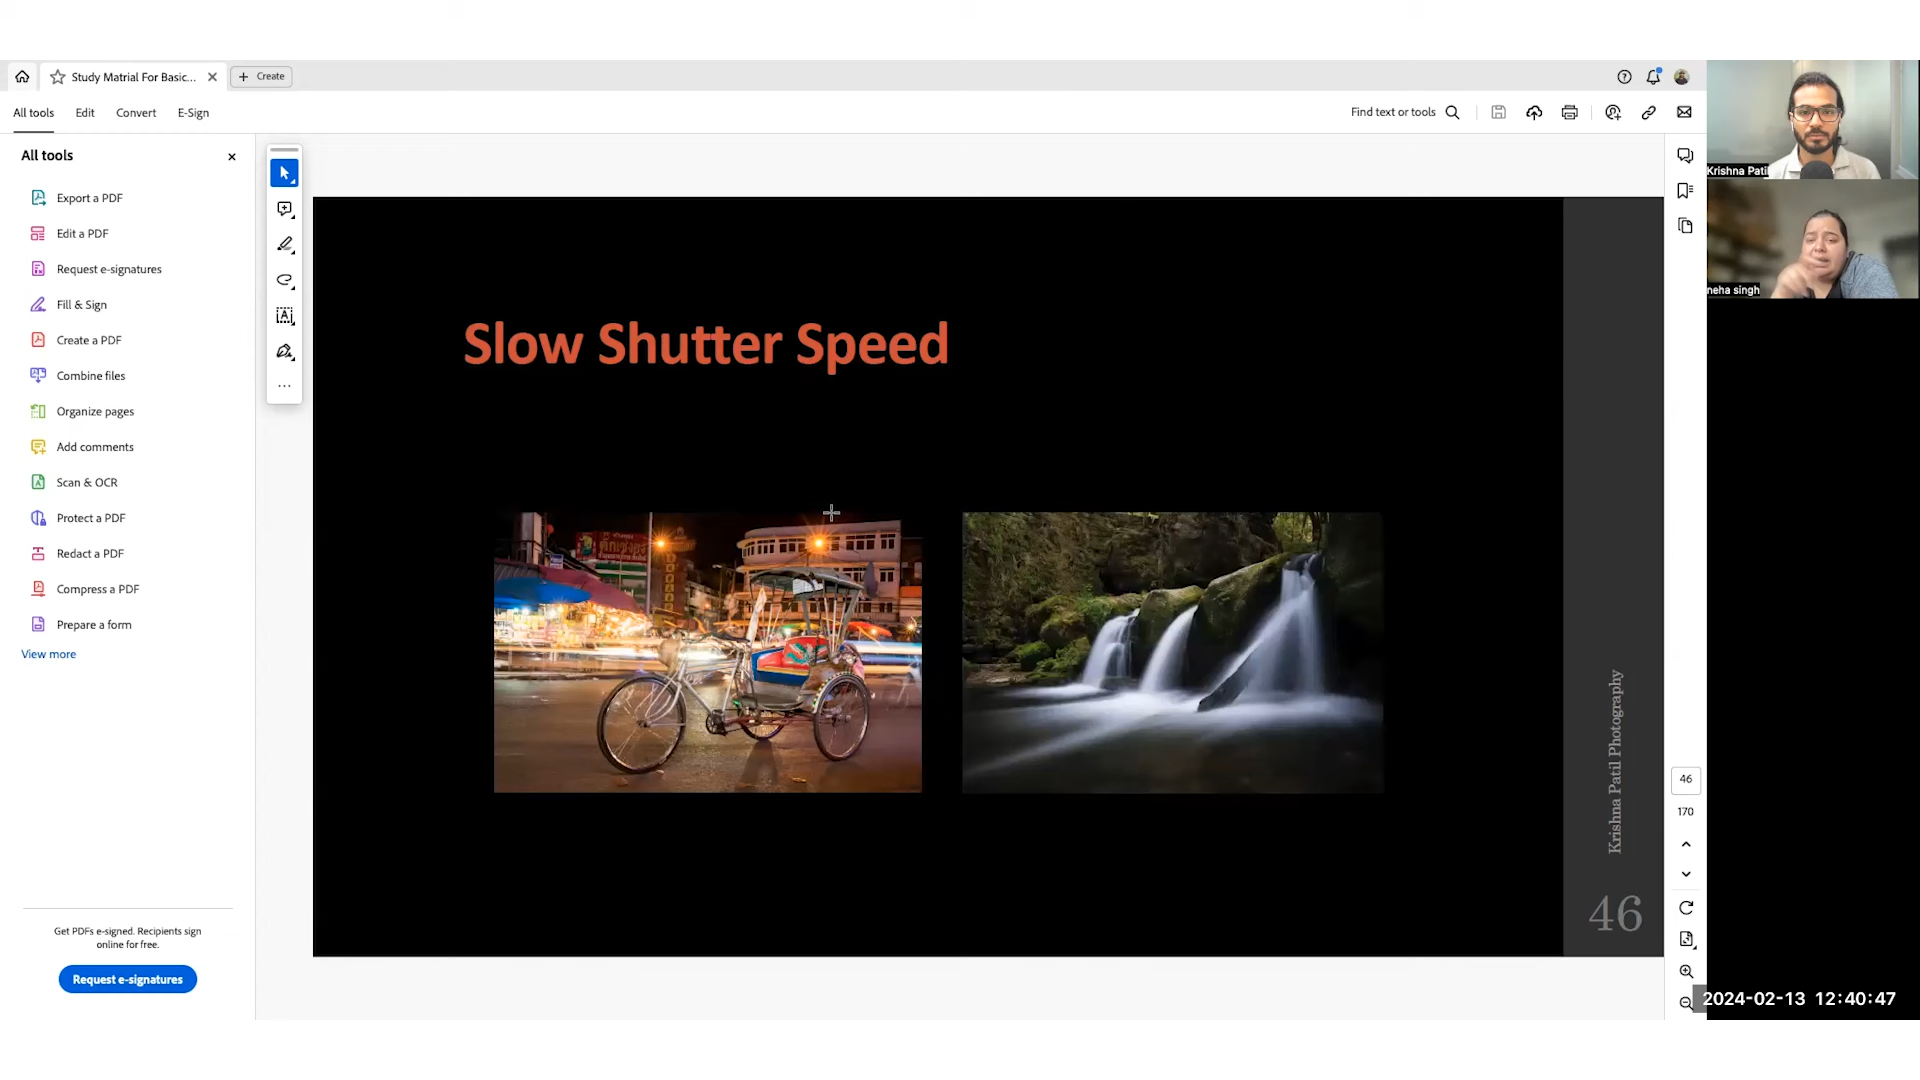 Study Matrial For Basic...
Create
All tools
Edit
Convert
E-Sign
Find text or tools
All tools
Export a PDF
Edit a PDF
Request e-signatures
Fill & Sign
Create a PDF
Combine files
Organize pages
Add comments
Scan & OCR
Protect a PDF
Redact a PDF
Compress a PDF
Prepare a form
View more
Get PDFs e-signed. Recipients sign
online for free.
Request e-signatures
Slow Shutter Speed
Krishna Patil Photography
46
46
170
Krishna Patil
neha singh
2024-02-13 12:40:47